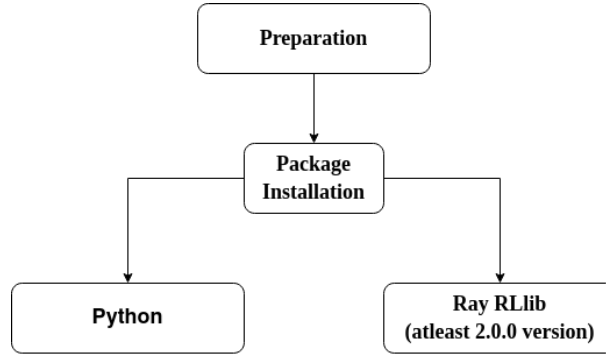 Preparation
Package
Installation
Python
Ray RLlib
(atleast 2.0.0 version)